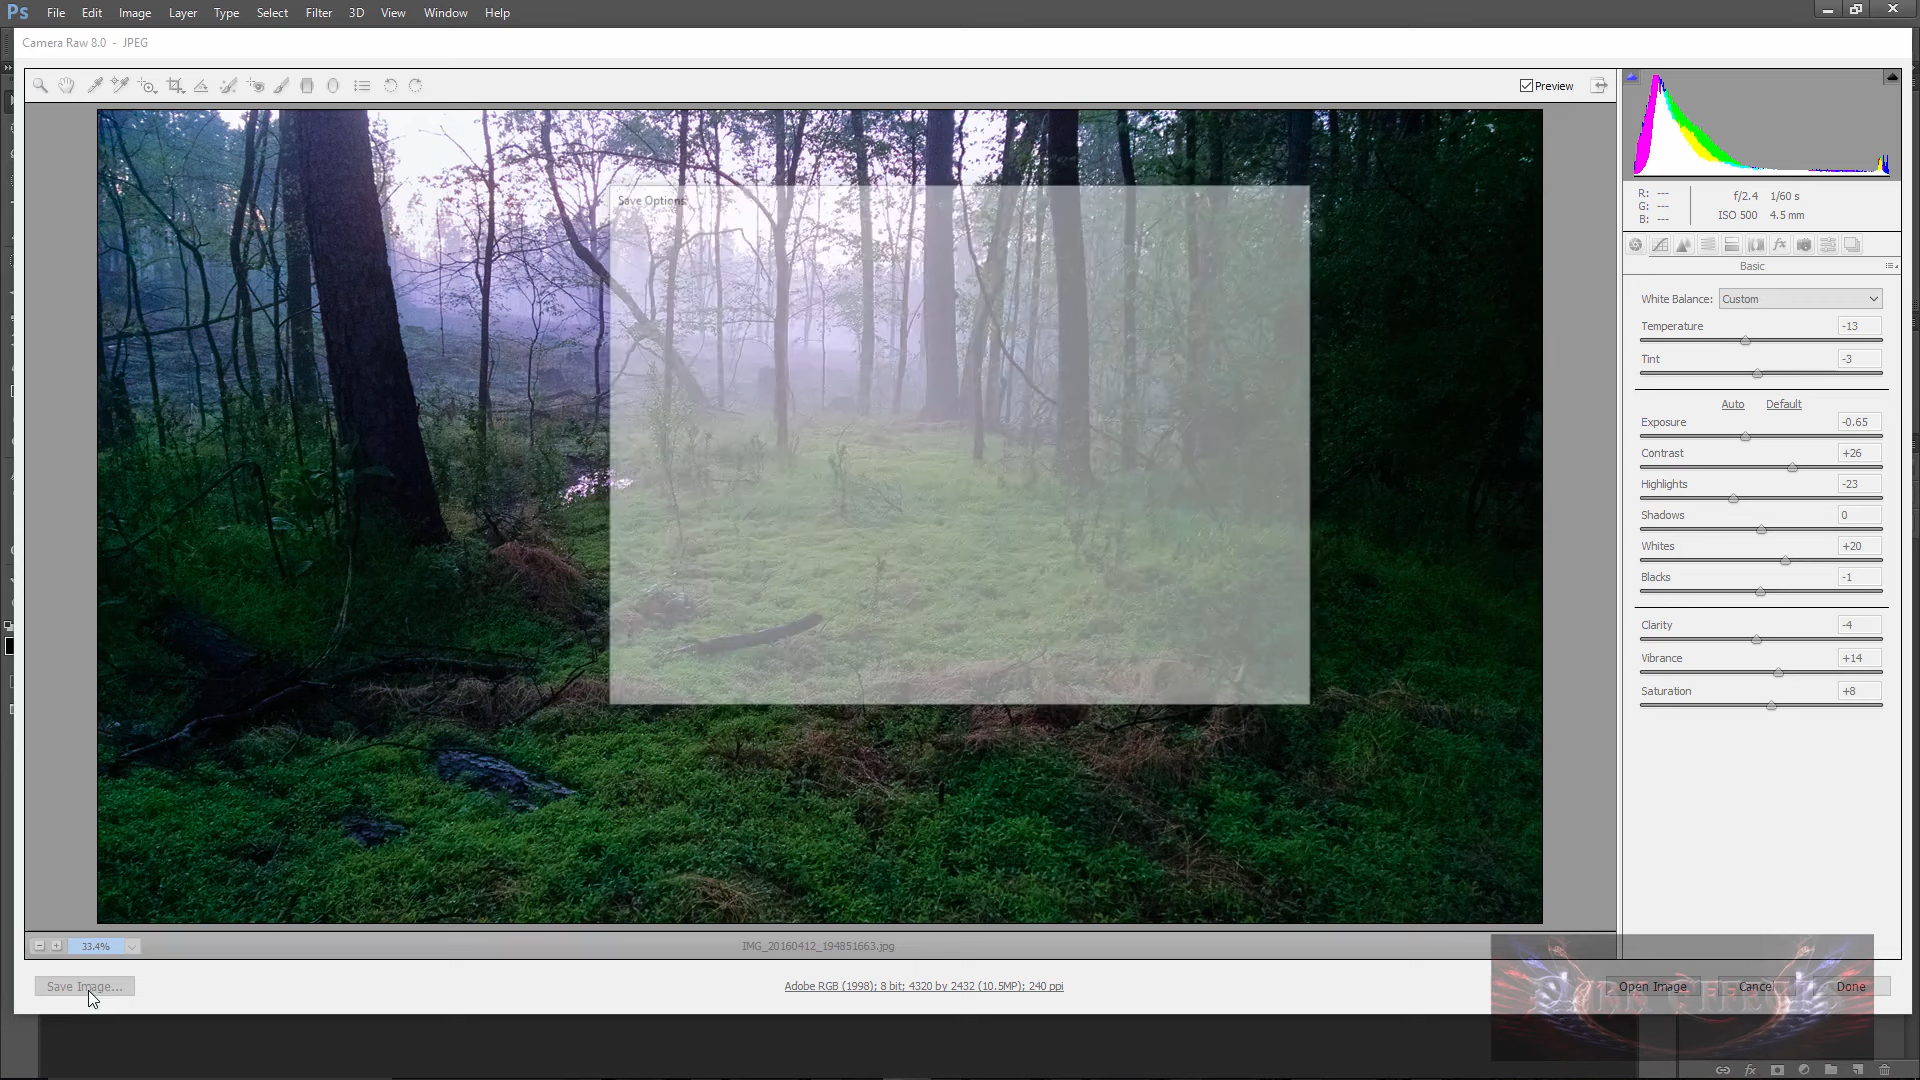 Ps File Edit Image Layer Type Select Filter 3D View Window Help
Camera Raw 8.0 - JPEG
Preview
Save Options
R: ---
G: ---
B: ---
f/2.4 1/60 s
ISO 500 4.5 mm
fx
Basic
White Balance: Custom
Temperature -13
Tint -3
Auto Default
Exposure -0.65
Contrast +26
Highlights -23
Shadows 0
Whites +20
Blacks -1
Clarity -4
Vibrance +14
Saturation +8
33.4%
IMG_20160412_194851663.jpg
Save Image...
Adobe RGB (1998); 8 bit; 4320 by 2432 (10.5MP); 240 ppi
Open Image Cancel Done
fx